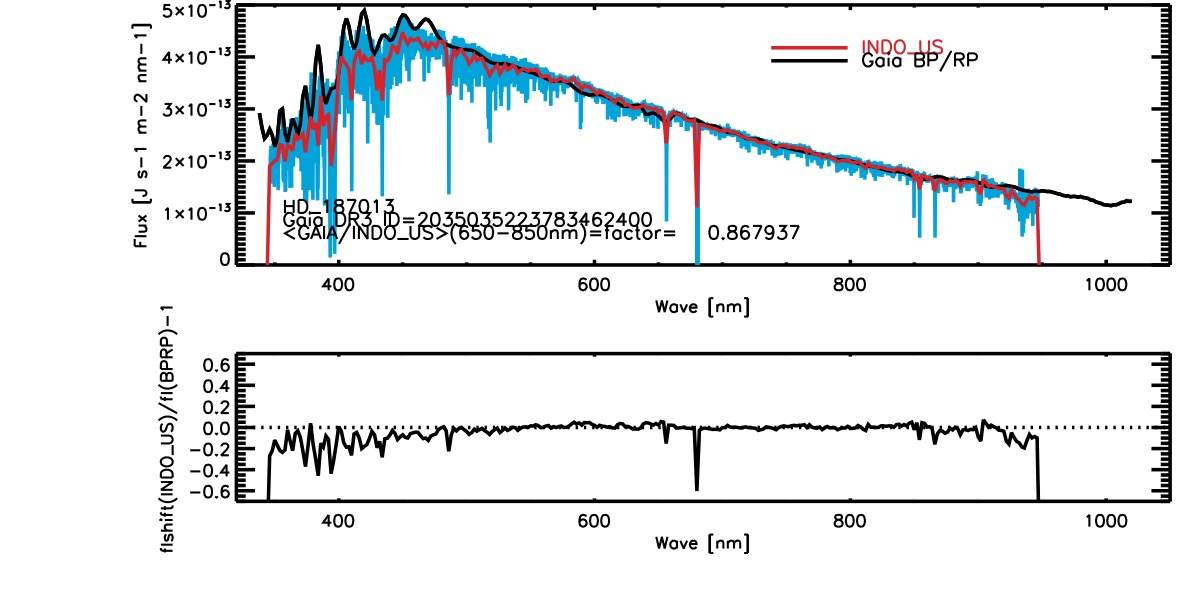 5×10−13
4×10−13
3×10−13
2×10−13
1×10−13
0
Flux [J s−1 m−2 nm−1]
INDO_US
Gaia BP/RP
HD_187013
Gaia DR3 ID=2035035223783462400
<GAIA/INDO_US>(650−850nm)=factor= 0.867937
400 600 800 1000
Wave [nm]
0.6
0.4
0.2
0.0
−0.2
−0.4
−0.6
flshift(INDO_US)/fl(BPRP)−1
400 600 800 1000
Wave [nm]